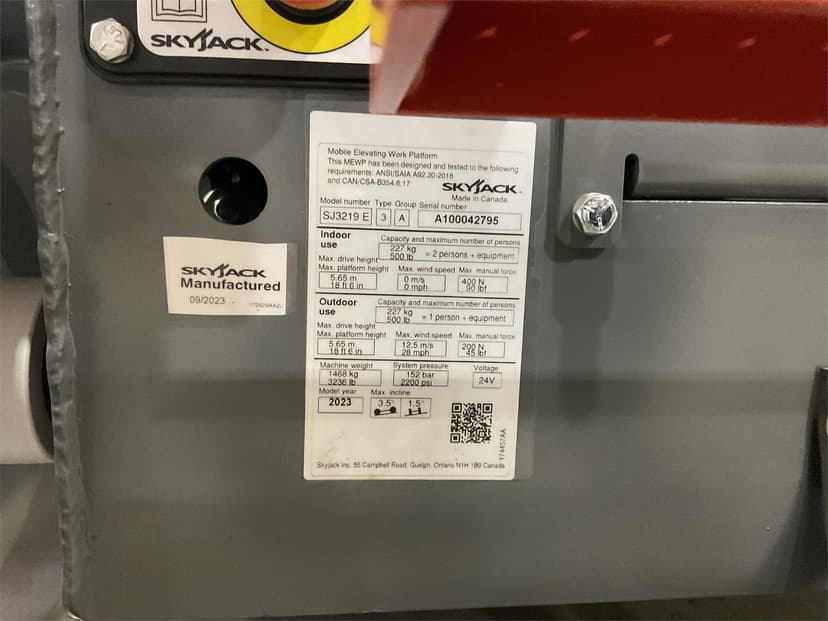 SKYJACK
Mobile Elevating Work Platform
This MEWP has been designed and tested to the following
requirements: ANSI/SAIA A92.20-2018
and CAN/CSA-B354.6:17
SKYJACK
Made in Canada
Model number Type Group Serial number
SJ3219 E 3 A A100042795
Indoor use
Capacity and maximum number of persons
227 kg
500 lb = 2 persons + equipment
Max. drive height
Max. platform height Max. wind speed Max. manual force
5.65 m 0 m/s 400 N
18 ft 6 in 0 mph 90 lbf
Outdoor use
Capacity and maximum number of persons
227 kg
500 lb = 1 person + equipment
Max. drive height
Max. platform height Max. wind speed Max. manual force
5.65 m 12.5 m/s 200 N
18 ft 6 in 28 mph 45 lbf
Machine weight System pressure Voltage
1468 kg 152 bar 24V
3236 lb 2200 psi
Model year Max. incline
2023 3.5° 1.5°
174457AA
Skyjack Inc. 55 Campbell Road, Guelph, Ontario N1H 1B9 Canada
SKYJACK
Manufactured
09/2023